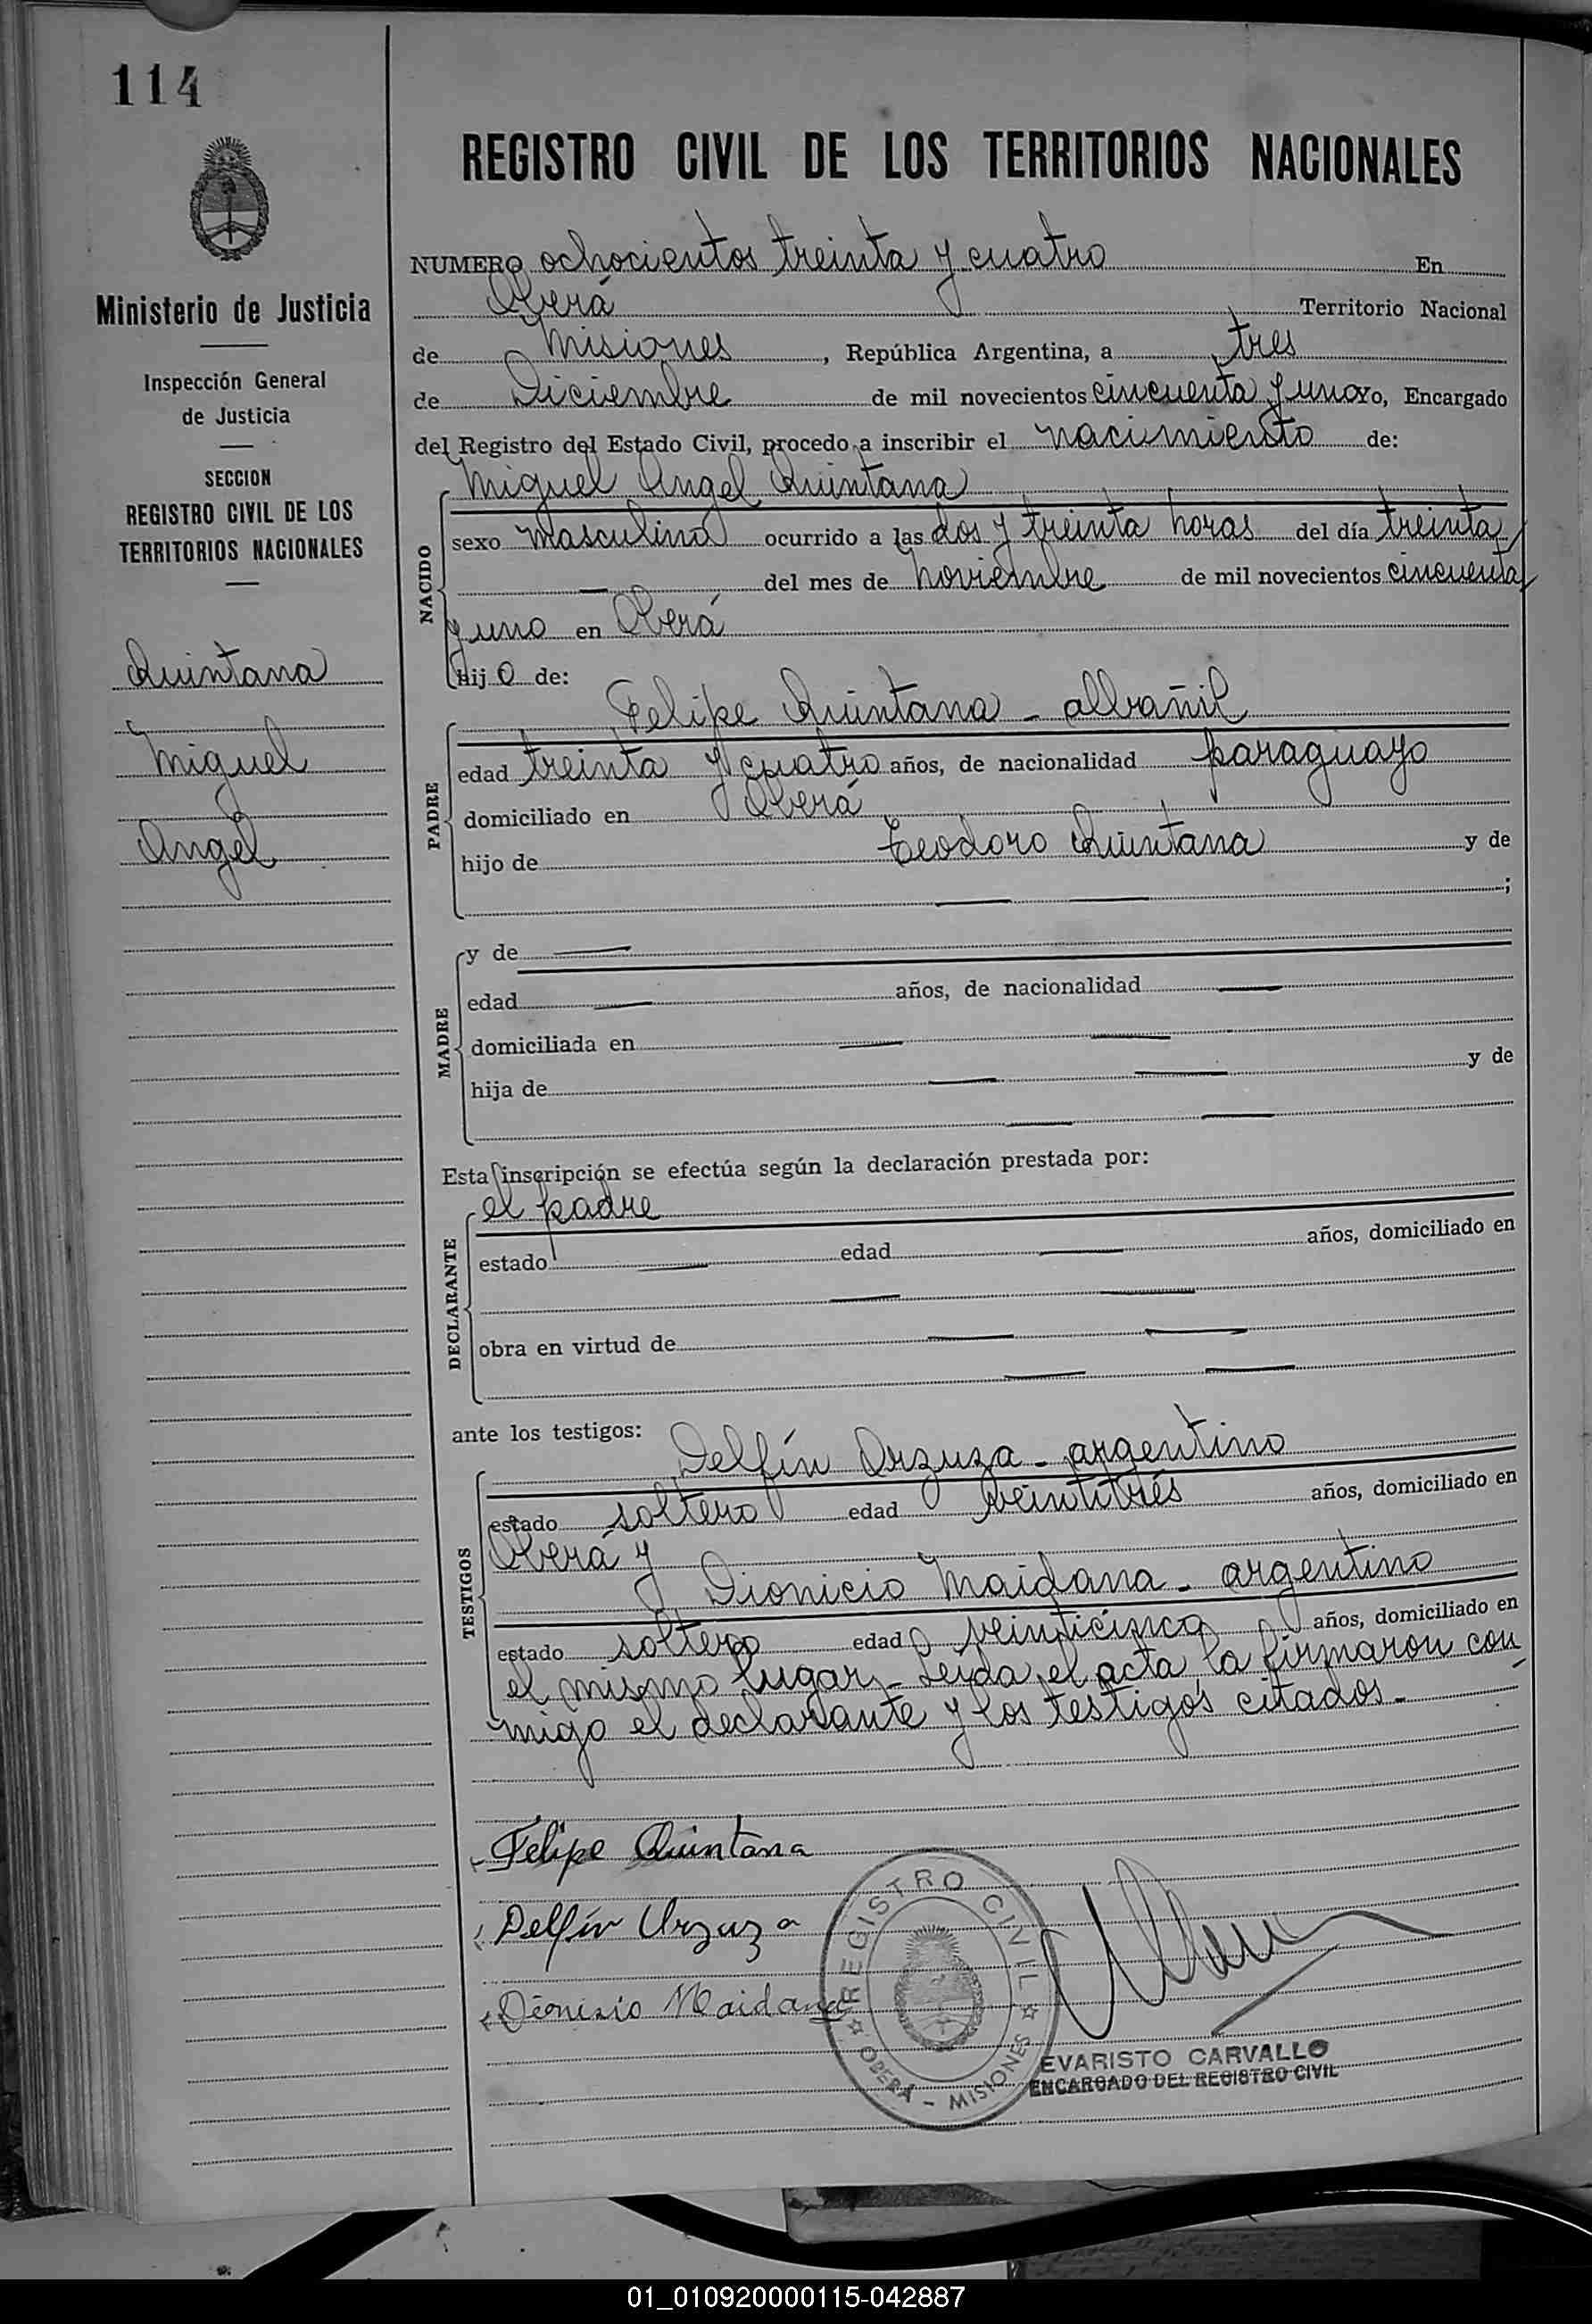 114
Ministerio de Justicia
Inspección General
de Justicia
SECCION
REGISTRO CIVIL DE LOS
TERRITORIOS NACIONALES
Quintana
Miguel
Angel
REGISTRO CIVIL DE LOS TERRITORIOS NACIONALES
NUMERO ochocientos treinta y cuatro En
Oberá Territorio Nacional
de Misiones, República Argentina, a tres
de Diciembre de mil novecientos cincuenta y uno yo, Encargado
del Registro del Estado Civil, procedo a inscribir el nacimiento de:
Miguel Angel Quintana
NACIDO
sexo masculino ocurrido a las dos y treinta horas del día treinta
— del mes de noviembre de mil novecientos cincuenta
y uno en Oberá
hijo de:
Felipe Quintana - albañil
PADRE
edad treinta y cuatro años, de nacionalidad paraguayo
domiciliado en Oberá
hijo de Teodoro Quintana y de
— — ;
MADRE
y de —
edad — años, de nacionalidad —
domiciliada en — —
hija de — — y de
— —
Esta inscripción se efectúa según la declaración prestada por:
el padre
DECLARANTE
estado — edad — años, domiciliado en
— —
obra en virtud de — —
— —
ante los testigos:
Delfín Orzuza - argentino
TESTIGOS
estado soltero edad veintitrés años, domiciliado en
Oberá y
Dionicio Maidana - argentino
estado soltero edad veinticinco años, domiciliado en
el mismo lugar - Leída el acta la firmaron con
migo el declarante y los testigos citados.-
Felipe Quintana
Delfín Urzuza
Dionisio Maidana
REGISTRO CIVIL
OBERA - MISIONES
EVARISTO CARVALLO
ENCARGADO DEL REGISTRO CIVIL
01_010920000115-042887